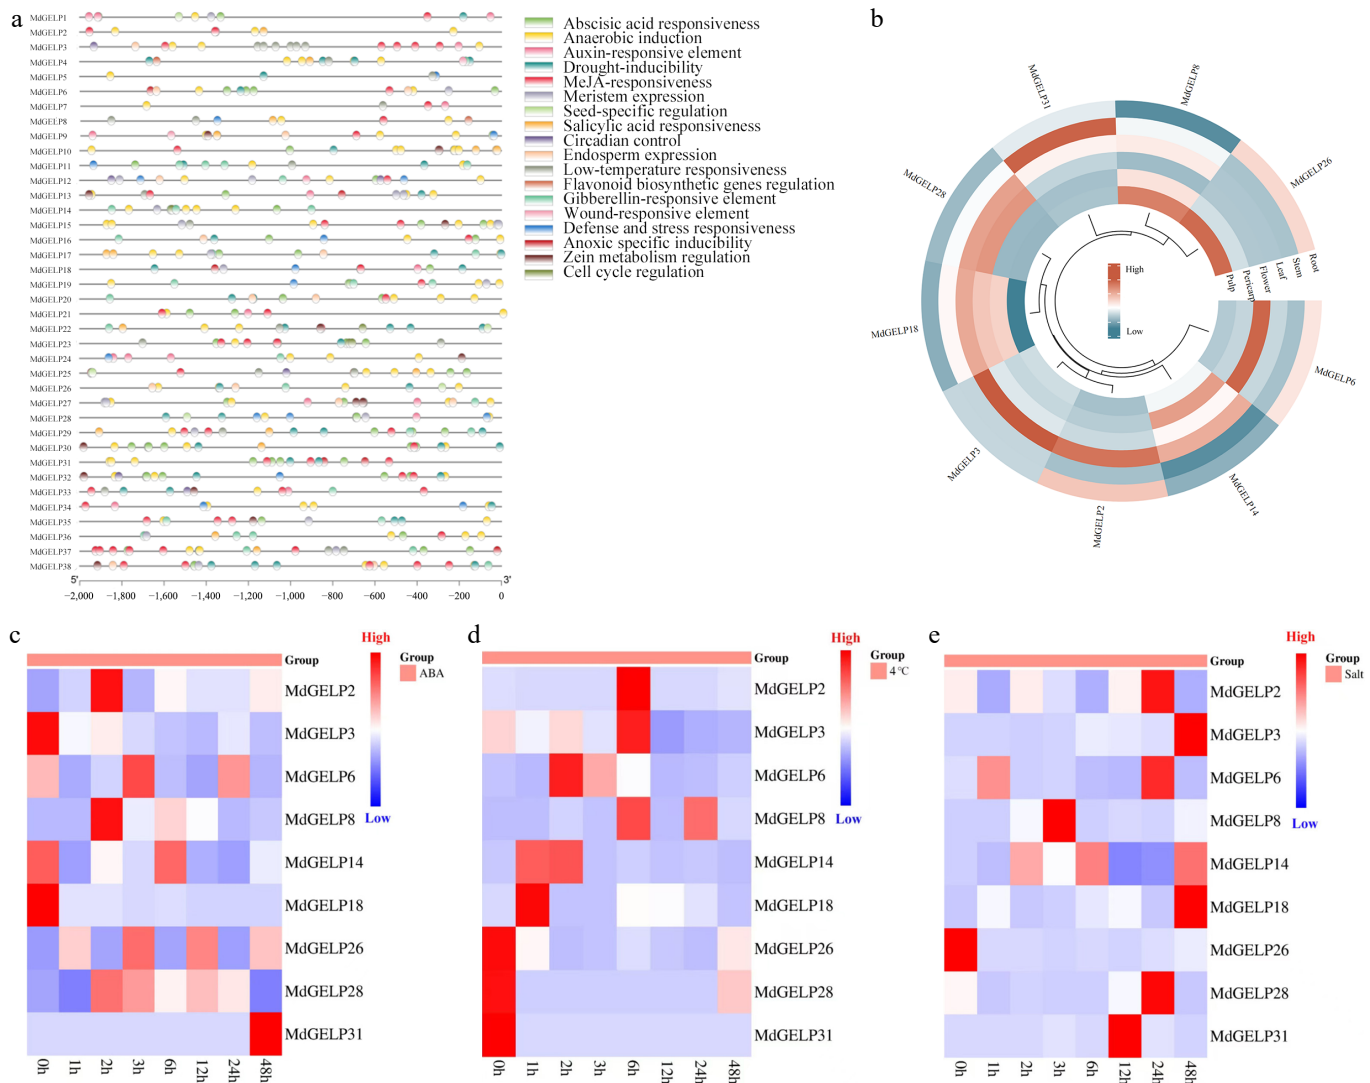 a
MdGELP1
MdGELP2
MdGELP3
MdGELP4
MdGELP5
MdGELP6
MdGELP7
MdGELP8
MdGELP9
MdGELP10
MdGELP11
MdGELP12
MdGELP13
MdGELP14
MdGELP15
MdGELP16
MdGELP17
MdGELP18
MdGELP19
MdGELP20
MdGELP21
MdGELP22
MdGELP23
MdGELP24
MdGELP25
MdGELP26
MdGELP27
MdGELP28
MdGELP29
MdGELP30
MdGELP31
MdGELP32
MdGELP33
MdGELP34
MdGELP35
MdGELP36
MdGELP37
MdGELP38
5' 3'
−2,000 −1,800 −1,600 −1,400 −1,200 −1,000 −800 −600 −400 −200 0
Abscisic acid responsiveness
Anaerobic induction
Auxin-responsive element
Drought-inducibility
MeJA-responsiveness
Meristem expression
Seed-specific regulation
Salicylic acid responsiveness
Circadian control
Endosperm expression
Low-temperature responsiveness
Flavonoid biosynthetic genes regulation
Gibberellin-responsive element
Wound-responsive element
Defense and stress responsiveness
Anoxic specific inducibility
Zein metabolism regulation
Cell cycle regulation
b
MdGELP31
MdGELP8
MdGELP26
MdGELP28
MdGELP18
MdGELP3
MdGELP2
MdGELP14
MdGELP6
Pulp
Pericarp
Flower
Leaf
Stem
Root
High
Low
c
High
Low
Group
Group
ABA
MdGELP2
MdGELP3
MdGELP6
MdGELP8
MdGELP14
MdGELP18
MdGELP26
MdGELP28
MdGELP31
0h 1h 2h 3h 6h 12h 24h 48h
d
High
Low
Group
Group
4 °C
MdGELP2
MdGELP3
MdGELP6
MdGELP8
MdGELP14
MdGELP18
MdGELP26
MdGELP28
MdGELP31
0h 1h 2h 3h 6h 12h 24h 48h
e
High
Low
Group
Group
Salt
MdGELP2
MdGELP3
MdGELP6
MdGELP8
MdGELP14
MdGELP18
MdGELP26
MdGELP28
MdGELP31
0h 1h 2h 3h 6h 12h 24h 48h